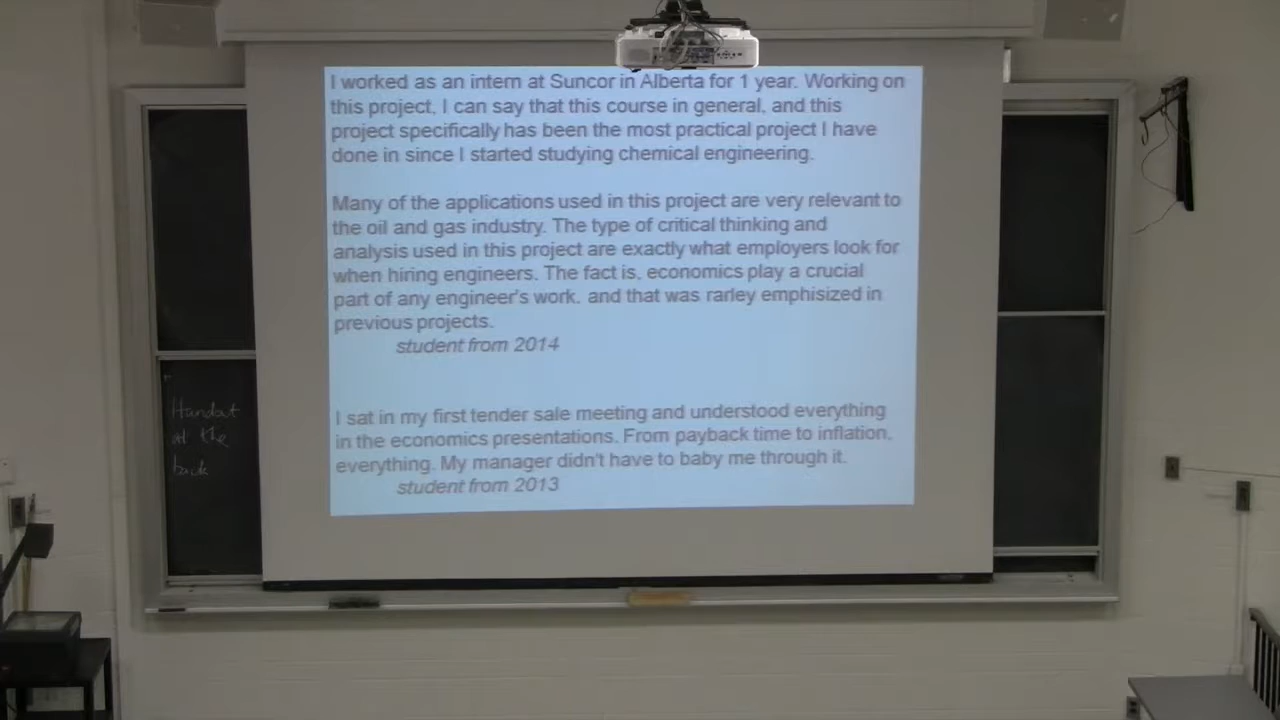 I worked as an intern at Suncor in Alberta for 1 year. Working on
this project, I can say that this course in general, and this
project specifically has been the most practical project I have
done in since I started studying chemical engineering.
Many of the applications used in this project are very relevant to
the oil and gas industry. The type of critical thinking and
analysis used in this project are exactly what employers look for
when hiring engineers. The fact is, economics play a crucial
part of any engineer's work, and that was rarley emphisized in
previous projects.
student from 2014
I sat in my first tender sale meeting and understood everything
in the economics presentations. From payback time to inflation,
everything. My manager didn't have to baby me through it.
student from 2013
Handout
at the
back